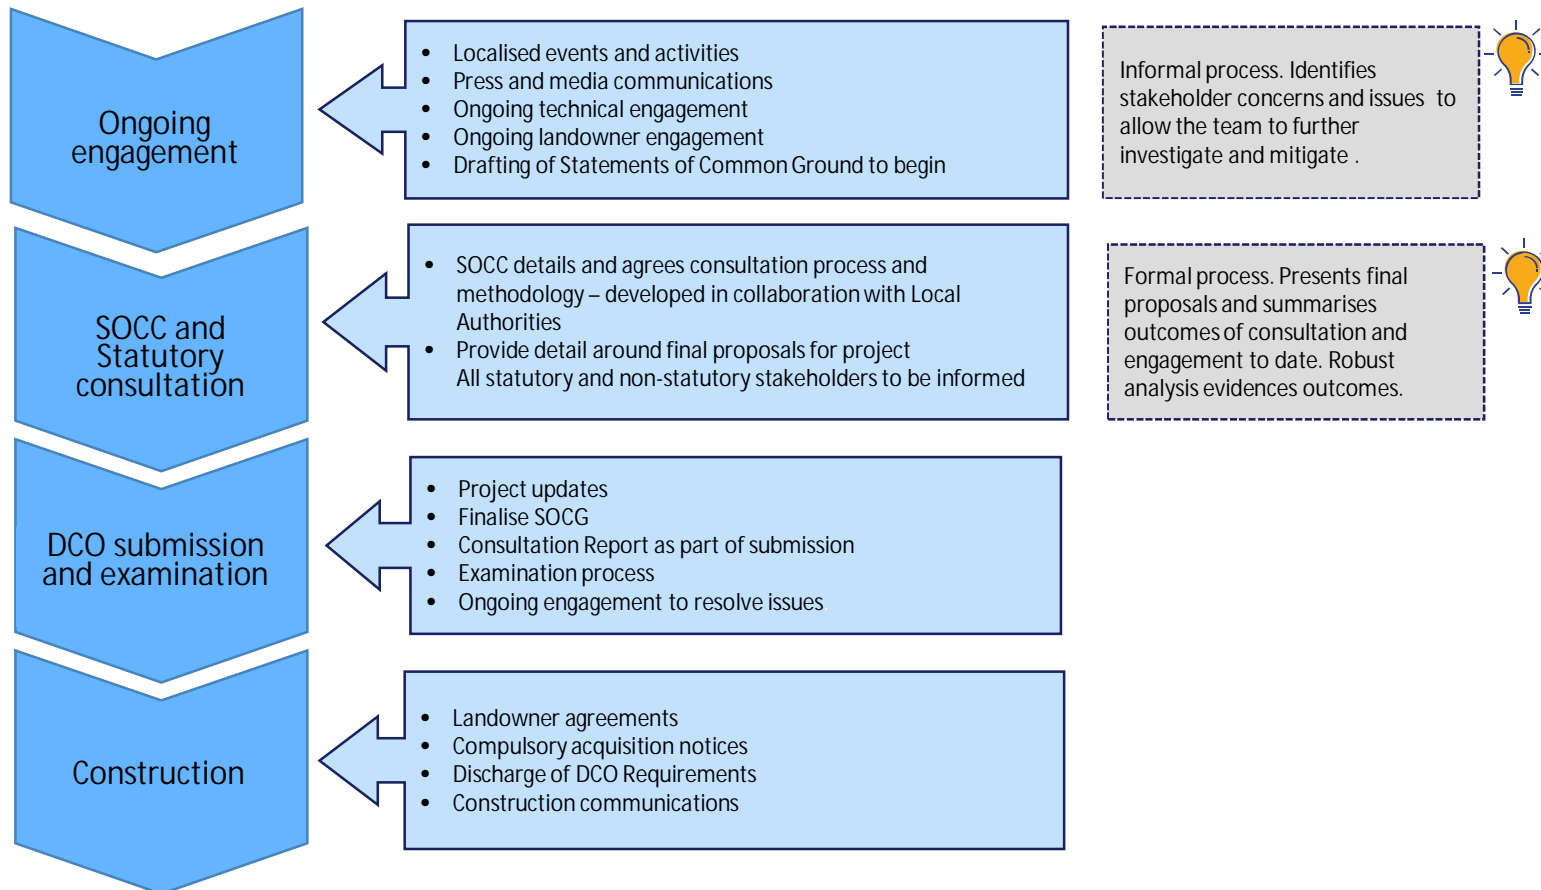 Ongoing
engagement
• Localised events and activities
• Press and media communications
• Ongoing technical engagement
• Ongoing landowner engagement
• Drafting of Statements of Common Ground to begin
Informal process. Identifies
stakeholder concerns and issues to
allow the team to further
investigate and mitigate .
SOCC and
Statutory
consultation
• SOCC details and agrees consultation process and
methodology – developed in collaboration with Local
Authorities
• Provide detail around final proposals for project
All statutory and non-statutory stakeholders to be informed
Formal process. Presents final
proposals and summarises
outcomes of consultation and
engagement to date. Robust
analysis evidences outcomes.
DCO submission
and examination
• Project updates
• Finalise SOCG
• Consultation Report as part of submission
• Examination process
• Ongoing engagement to resolve issues
Construction
• Landowner agreements
• Compulsory acquisition notices
• Discharge of DCO Requirements
• Construction communications